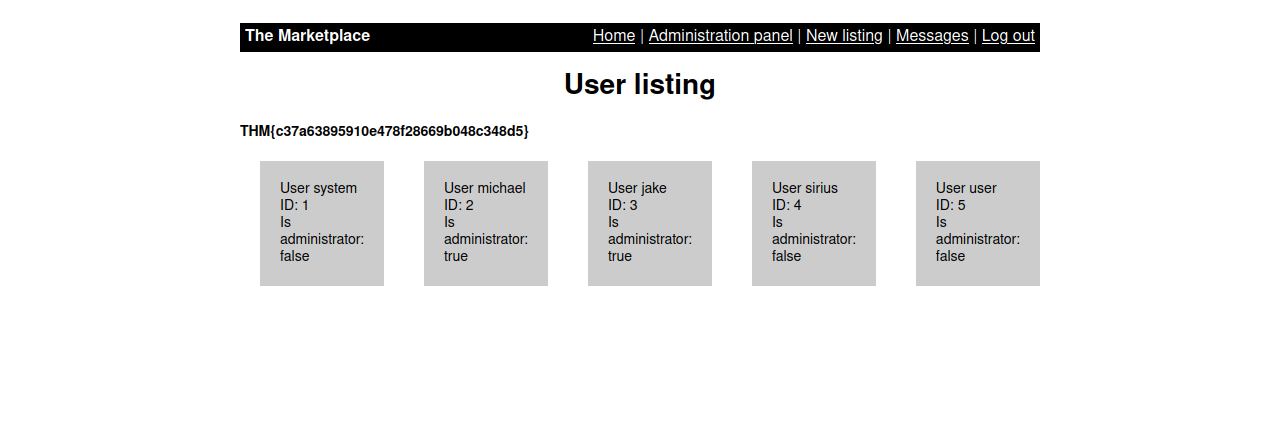 The Marketplace
Home | Administration panel | New listing | Messages | Log out
User listing
THM{c37a63895910e478f28669b048c348d5}
User system
ID: 1
Is
administrator:
false
User michael
ID: 2
Is
administrator:
true
User jake
ID: 3
Is
administrator:
true
User sirius
ID: 4
Is
administrator:
false
User user
ID: 5
Is
administrator:
false